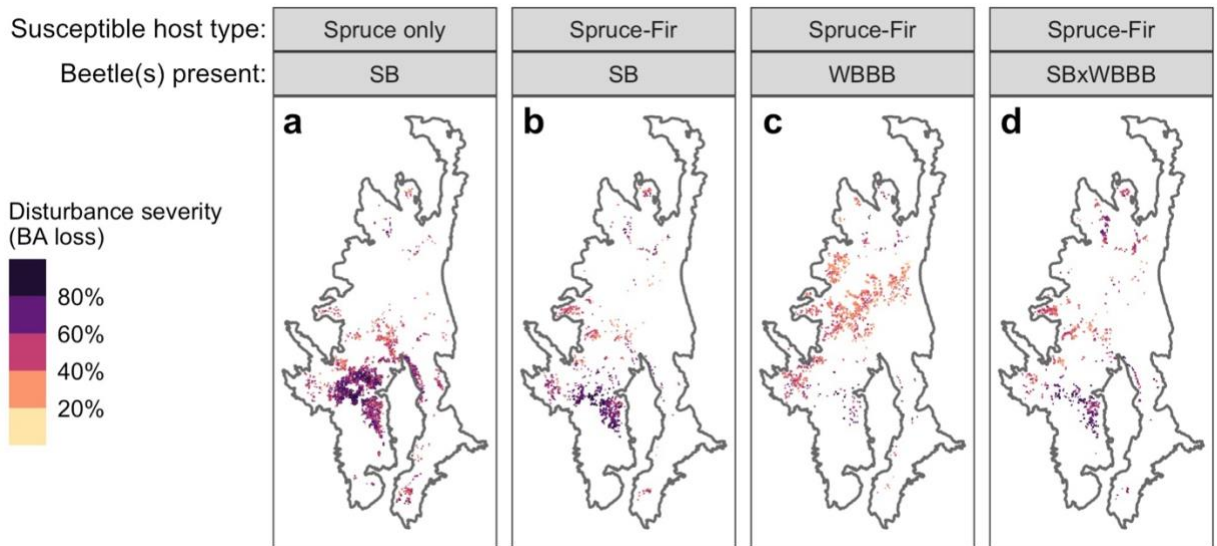 Susceptible host type: Spruce only Spruce-Fir Spruce-Fir Spruce-Fir
Beetle(s) present: SB SB WBBB SBxWBBB
a b c d
Disturbance severity
(BA loss)
80%
60%
40%
20%